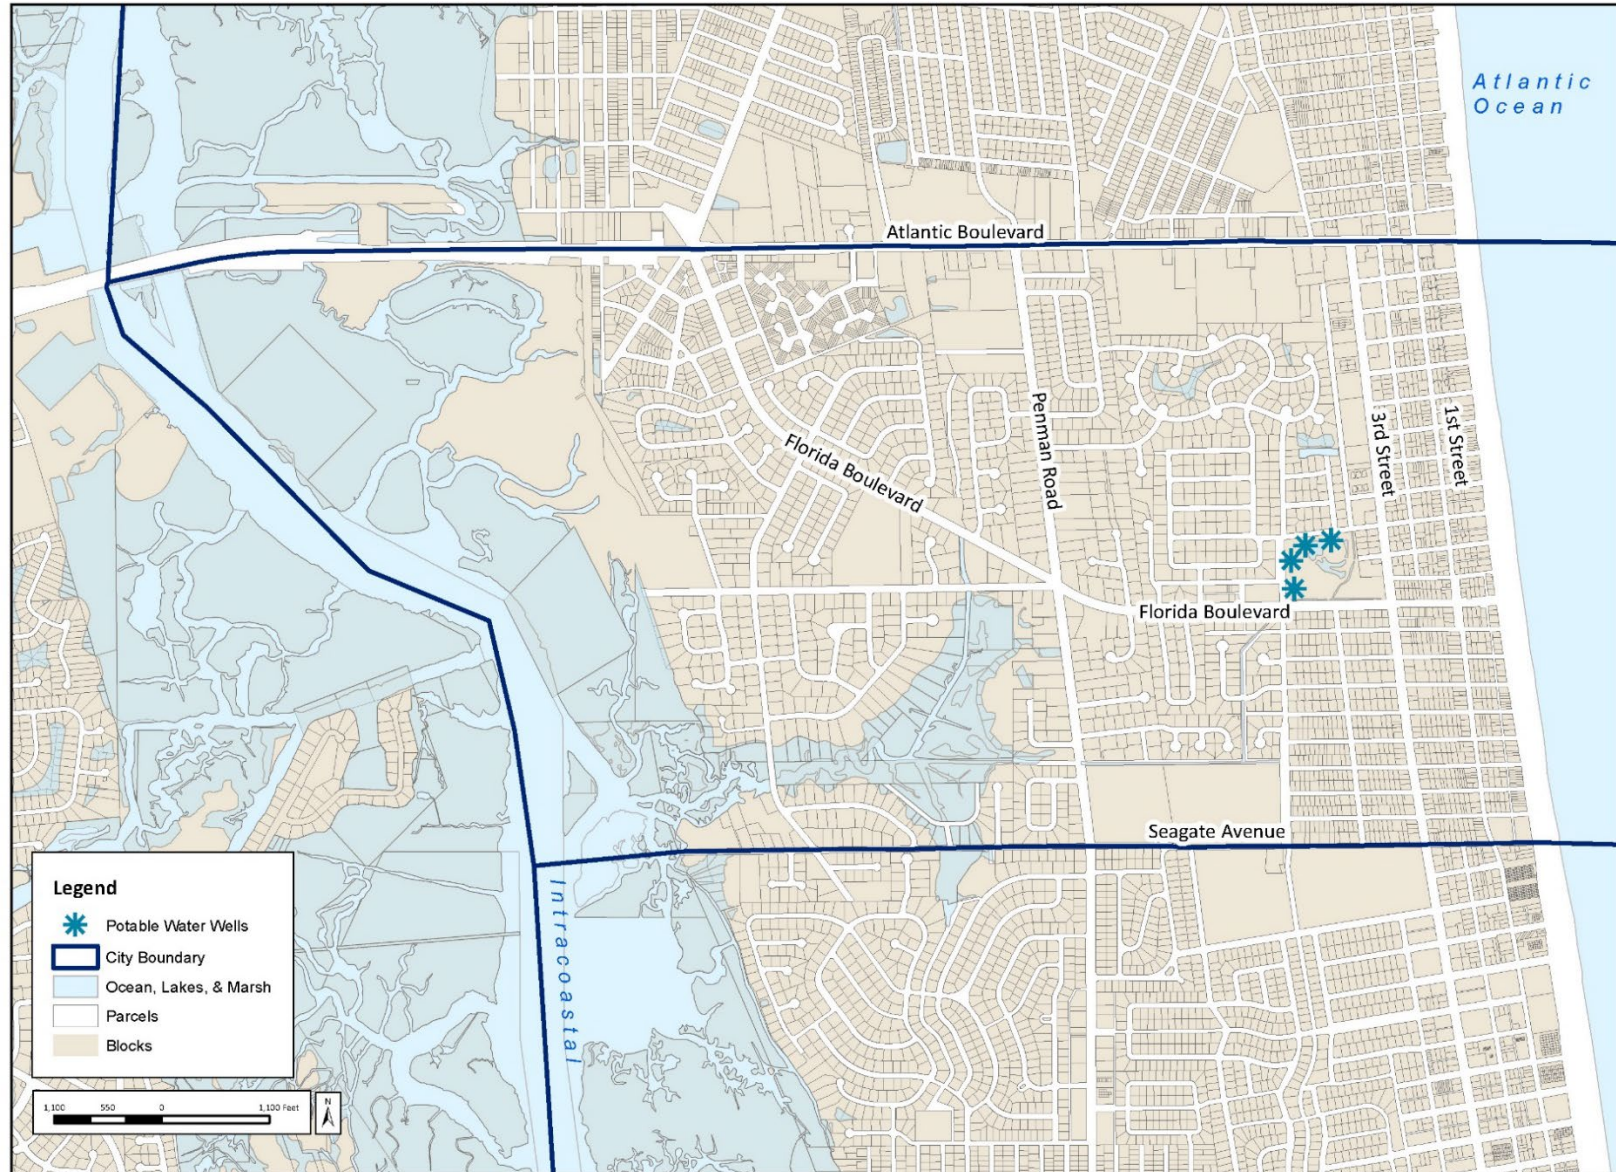 Atlantic
Ocean
Atlantic Boulevard
Penman Road
3rd Street
1st Street
Florida Boulevard
Florida Boulevard
Seagate Avenue
Intracoastal
Legend
Potable Water Wells
City Boundary
Ocean, Lakes, & Marsh
Parcels
Blocks
1,100 550 0 1,100 Feet
N